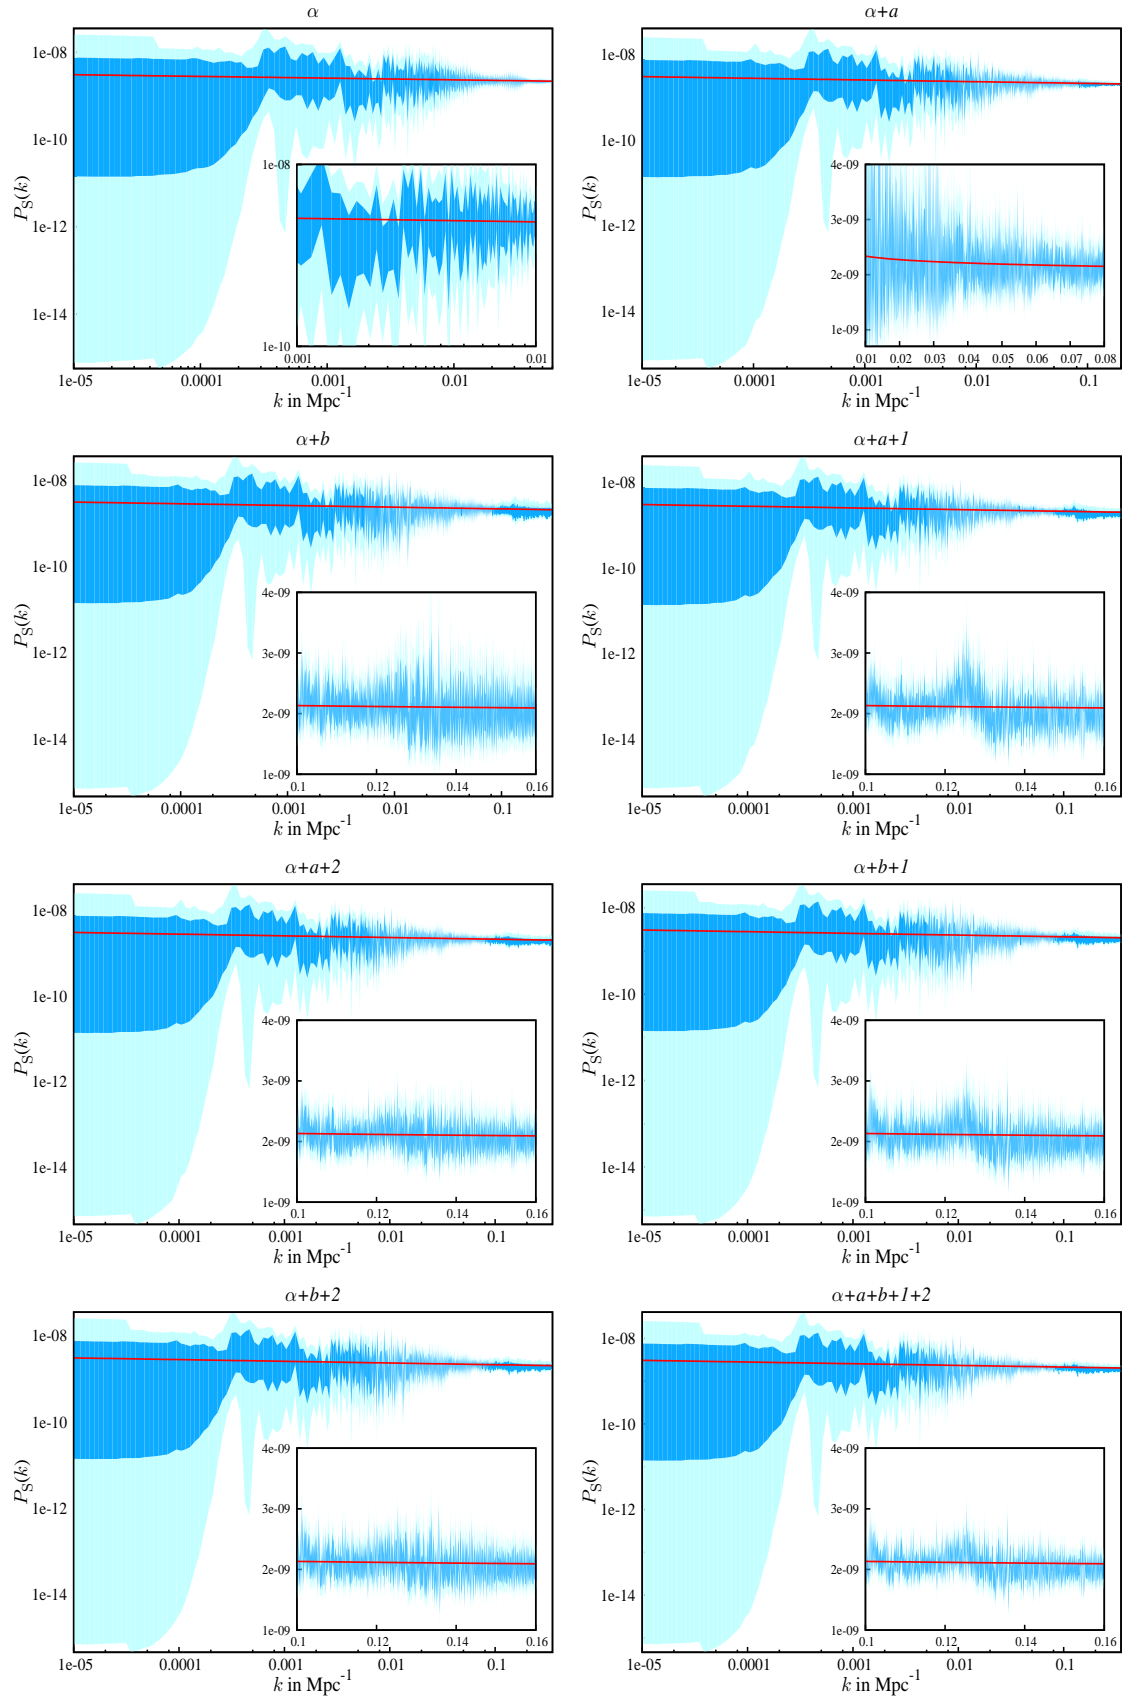 α
P_S(k)
1e-08
1e-10
1e-12
1e-14
1e-08
1e-10
0.001 0.01
1e-05 0.0001 0.001 0.01
k in Mpc^-1
α+a
P_S(k)
1e-08
1e-10
1e-12
1e-14
4e-09
3e-09
2e-09
1e-09
0.01 0.02 0.03 0.04 0.05 0.06 0.07 0.08
1e-05 0.0001 0.001 0.01 0.1
k in Mpc^-1
α+b
P_S(k)
1e-08
1e-10
1e-12
1e-14
4e-09
3e-09
2e-09
1e-09
0.1 0.12 0.14 0.16
1e-05 0.0001 0.001 0.01 0.1
k in Mpc^-1
α+a+1
P_S(k)
1e-08
1e-10
1e-12
1e-14
4e-09
3e-09
2e-09
1e-09
0.1 0.12 0.14 0.16
1e-05 0.0001 0.001 0.01 0.1
k in Mpc^-1
α+a+2
P_S(k)
1e-08
1e-10
1e-12
1e-14
4e-09
3e-09
2e-09
1e-09
0.1 0.12 0.14 0.16
1e-05 0.0001 0.001 0.01 0.1
k in Mpc^-1
α+b+1
P_S(k)
1e-08
1e-10
1e-12
1e-14
4e-09
3e-09
2e-09
1e-09
0.1 0.12 0.14 0.16
1e-05 0.0001 0.001 0.01 0.1
k in Mpc^-1
α+b+2
P_S(k)
1e-08
1e-10
1e-12
1e-14
4e-09
3e-09
2e-09
1e-09
0.1 0.12 0.14 0.16
1e-05 0.0001 0.001 0.01 0.1
k in Mpc^-1
α+a+b+1+2
P_S(k)
1e-08
1e-10
1e-12
1e-14
4e-09
3e-09
2e-09
1e-09
0.1 0.12 0.14 0.16
1e-05 0.0001 0.001 0.01 0.1
k in Mpc^-1